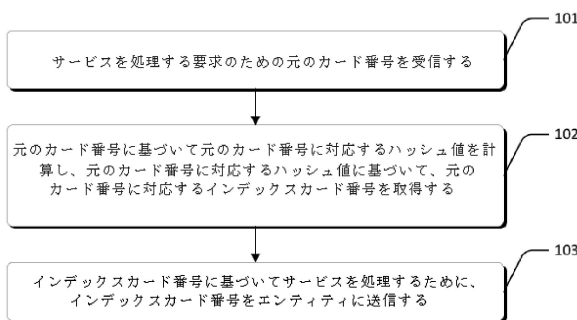 101
サービスを処理する要求のための元のカード番号を受信する
102
元のカード番号に基づいて元のカード番号に対応するハッシュ値を計
算し、元のカード番号に対応するハッシュ値に基づいて、元の
カード番号に対応するインデックスカード番号を取得する
103
インデックスカード番号に基づいてサービスを処理するために、
インデックスカード番号をエンティティに送信する